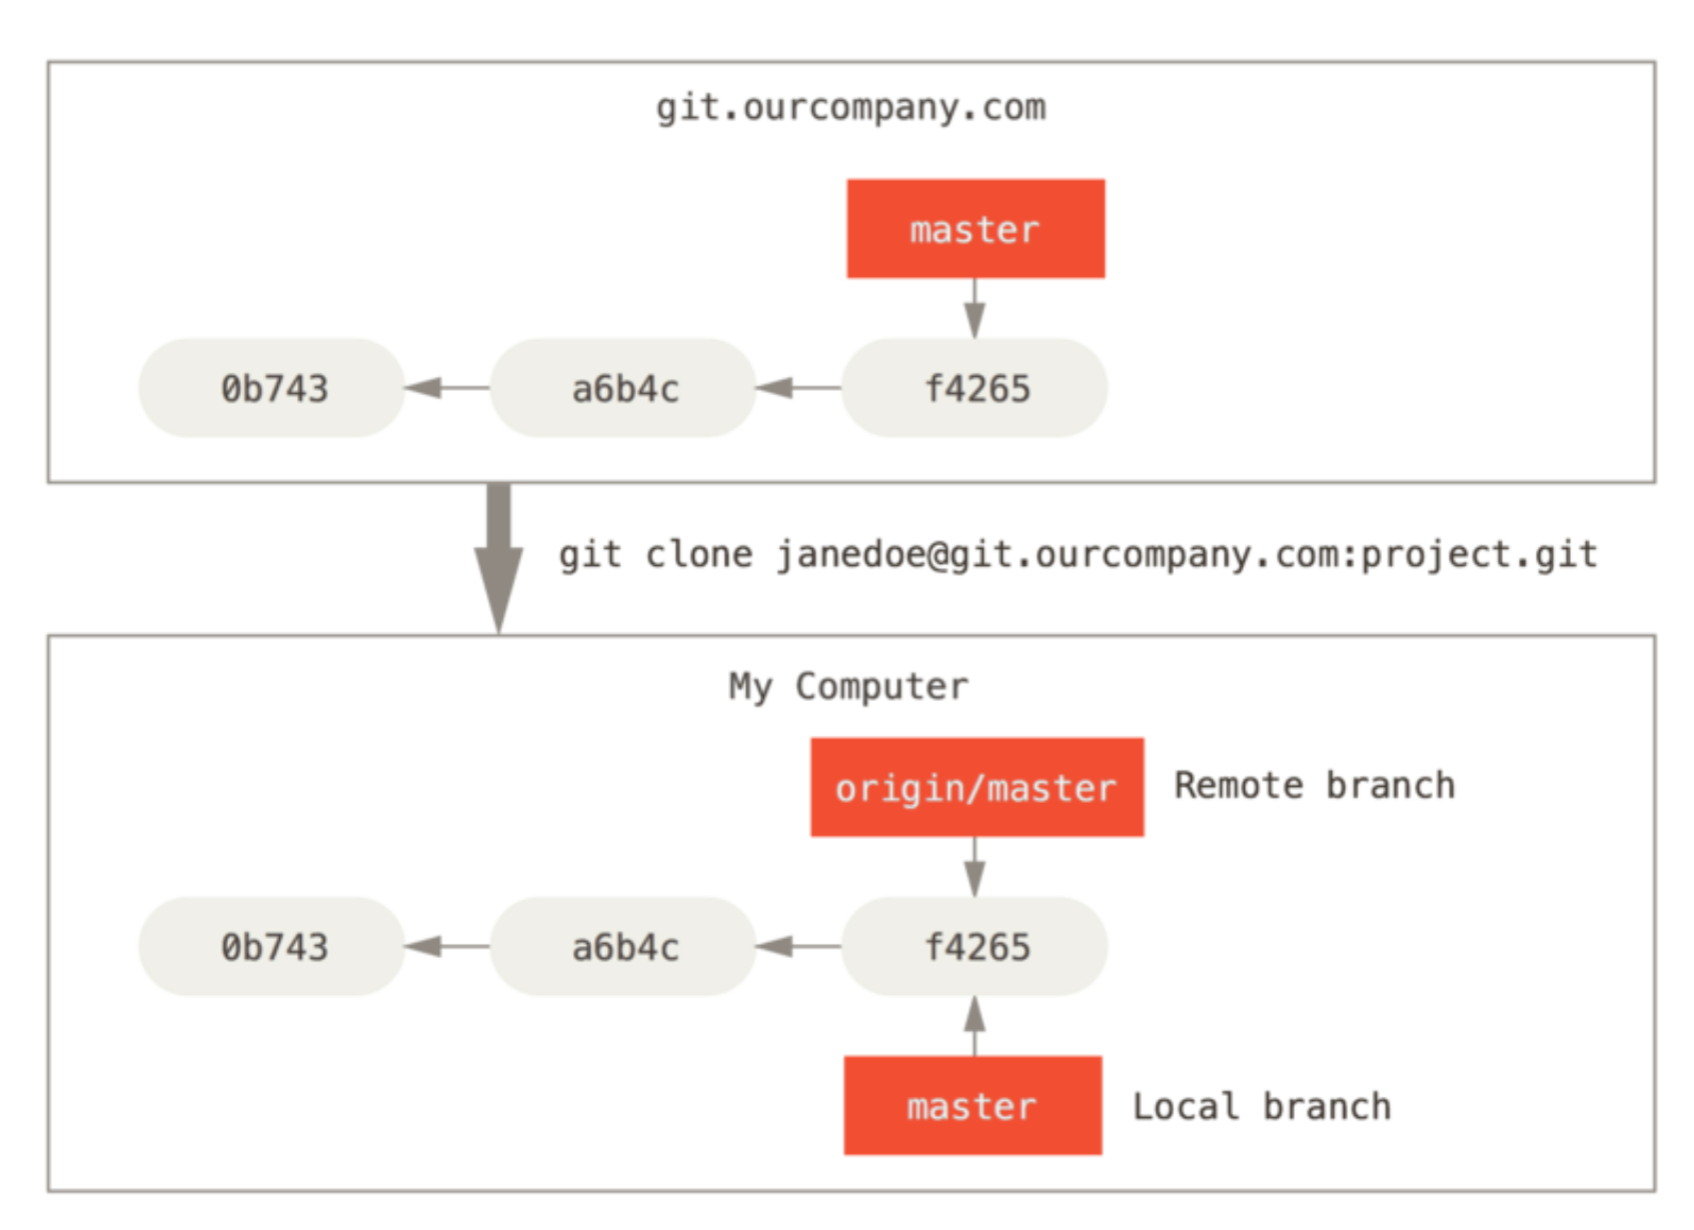 git.ourcompany.com
master
0b743 a6b4c f4265
git clone janedoe@git.ourcompany.com:project.git
My Computer
origin/master Remote branch
0b743 a6b4c f4265
master Local branch